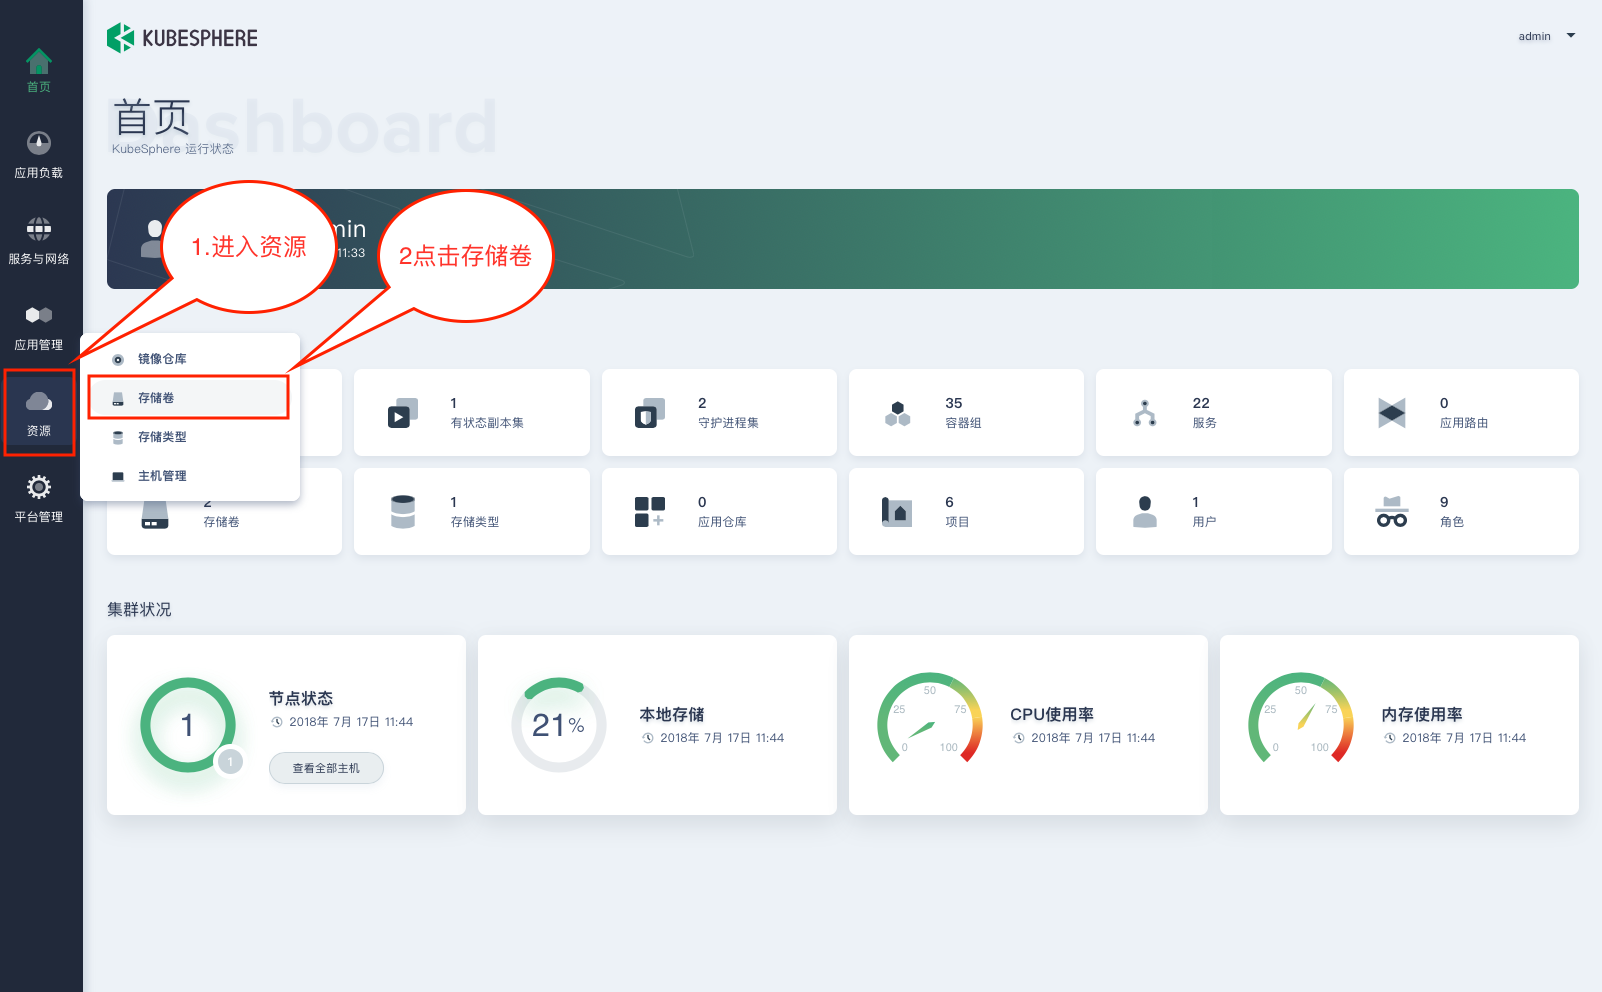 KUBESPHERE
admin
首页
Dashboard
首页
KubeSphere 运行状态
应用负载
服务与网络
应用管理
资源
平台管理
1.进入资源
2点击存储卷
min
11:33
镜像仓库
存储卷
存储类型
主机管理
1
有状态副本集
2
守护进程集
35
容器组
22
服务
0
应用路由
2
存储卷
1
存储类型
0
应用仓库
6
项目
1
用户
9
角色
集群状况
1
1
节点状态
2018年 7月 17日 11:44
查看全部主机
21%
本地存储
2018年 7月 17日 11:44
0
25
50
75
100
CPU使用率
2018年 7月 17日 11:44
0
25
50
75
100
内存使用率
2018年 7月 17日 11:44